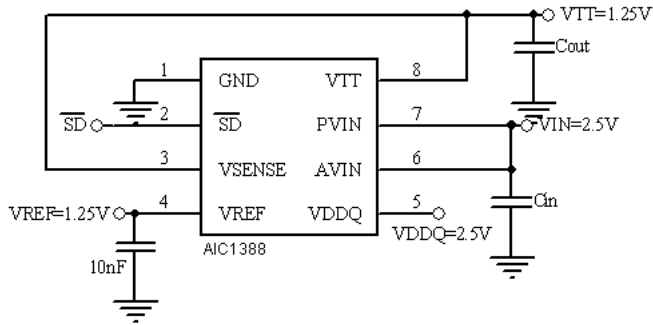 VTT=1.25V
Cout
1 GND VTT 8
SD 2 SD PVIN 7 VIN=2.5V
3 VSENSE AVIN 6
VREF=1.25V 4 VREF VDDQ 5
Cin
VDDQ=2.5V
10nF
AIC1388